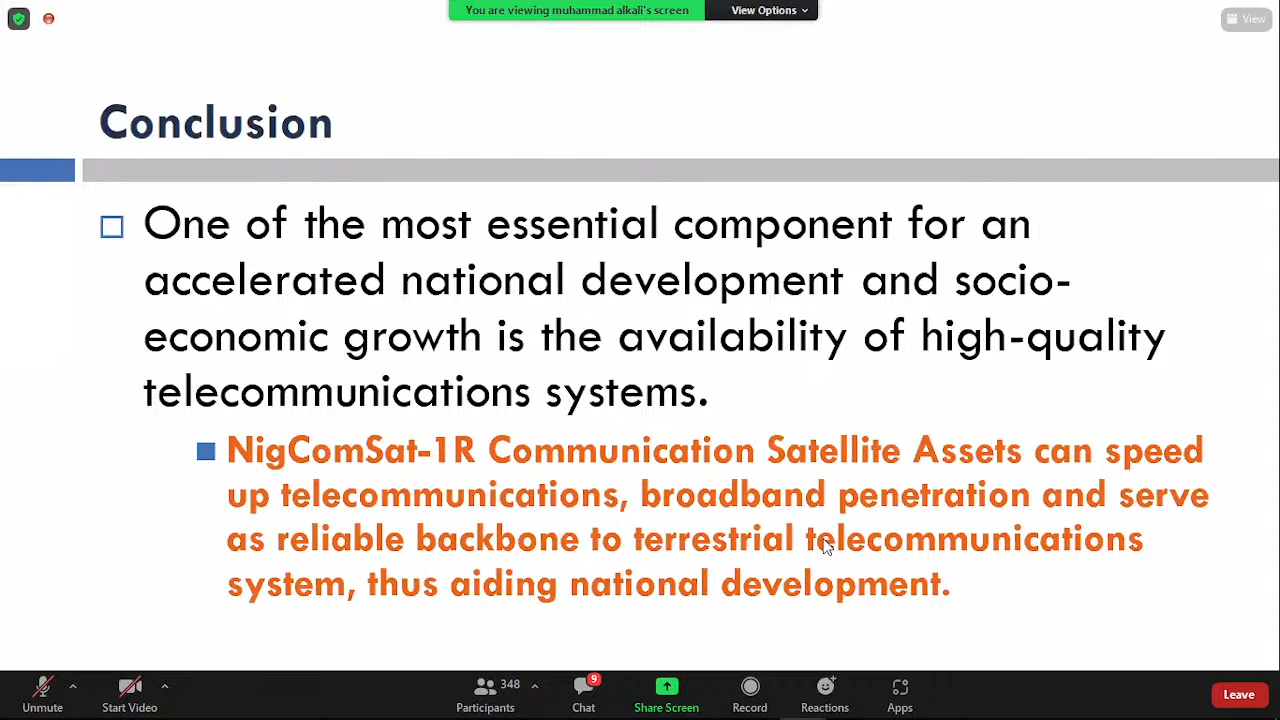 You are viewing muhammad alkali's screen
View Options
View
Conclusion
One of the most essential component for an
accelerated national development and socio-
economic growth is the availability of high-quality
telecommunications systems.
NigComSat-1R Communication Satellite Assets can speed
up telecommunications, broadband penetration and serve
as reliable backbone to terrestrial telecommunications
system, thus aiding national development.
Unmute
Start Video
348
Participants
9
Chat
Share Screen
Record
Reactions
Apps
Leave